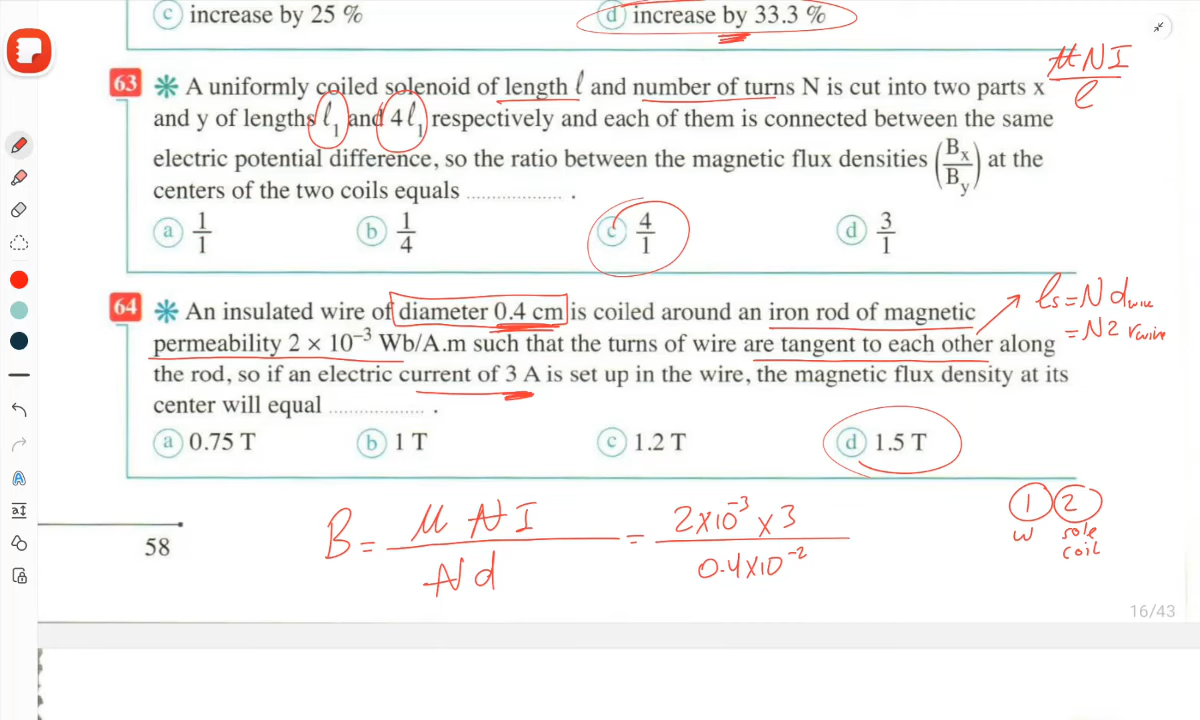 c increase by 25 %
d increase by 33.3 %
63 * A uniformly coiled solenoid of length ℓ and number of turns N is cut into two parts x
μ N I / ℓ
and y of lengths ℓ₁ and 4ℓ₁ respectively and each of them is connected between the same
electric potential difference, so the ratio between the magnetic flux densities (Bx/By) at the
centers of the two coils equals ................... .
a 1/1 b 1/4 c 4/1 d 3/1
64 * An insulated wire of diameter 0.4 cm is coiled around an iron rod of magnetic
ℓs = N d wire
= N 2 r wire
permeability 2 × 10⁻³ Wb/A.m such that the turns of wire are tangent to each other along
the rod, so if an electric current of 3 A is set up in the wire, the magnetic flux density at its
center will equal ................... .
a 0.75 T b 1 T c 1.2 T d 1.5 T
B = μ N I / N d = 2×10⁻³ × 3 / 0.4×10⁻²
1 2
w sole
coil
58
16/43